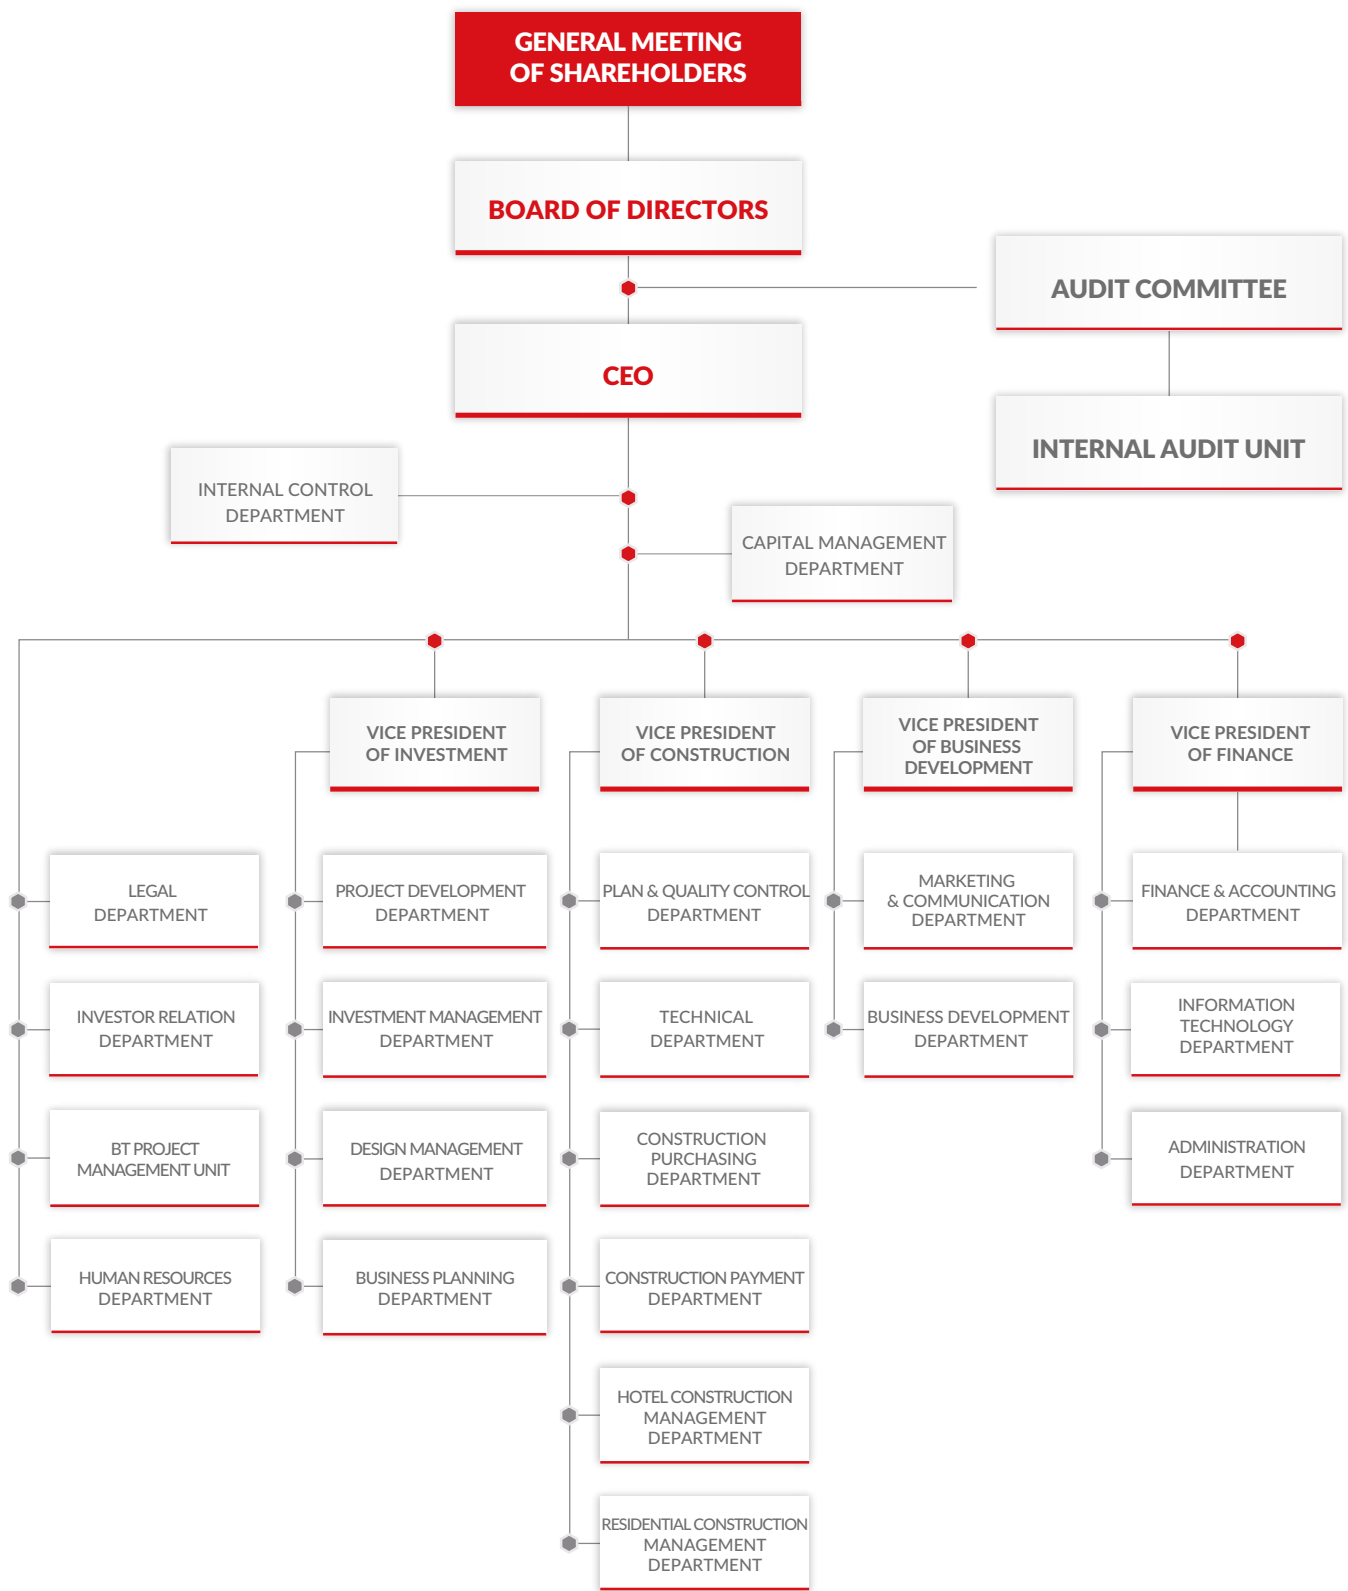 GENERAL MEETING
OF SHAREHOLDERS
BOARD OF DIRECTORS
AUDIT COMMITTEE
CEO
INTERNAL AUDIT UNIT
INTERNAL CONTROL
DEPARTMENT
CAPITAL MANAGEMENT
DEPARTMENT
VICE PRESIDENT
OF INVESTMENT
VICE PRESIDENT
OF CONSTRUCTION
VICE PRESIDENT
OF BUSINESS
DEVELOPMENT
VICE PRESIDENT
OF FINANCE
LEGAL
DEPARTMENT
PROJECT DEVELOPMENT
DEPARTMENT
PLAN & QUALITY CONTROL
DEPARTMENT
MARKETING
& COMMUNICATION
DEPARTMENT
FINANCE & ACCOUNTING
DEPARTMENT
INVESTOR RELATION
DEPARTMENT
INVESTMENT MANAGEMENT
DEPARTMENT
TECHNICAL
DEPARTMENT
BUSINESS DEVELOPMENT
DEPARTMENT
INFORMATION
TECHNOLOGY
DEPARTMENT
BT PROJECT
MANAGEMENT UNIT
DESIGN MANAGEMENT
DEPARTMENT
CONSTRUCTION
PURCHASING
DEPARTMENT
ADMINISTRATION
DEPARTMENT
HUMAN RESOURCES
DEPARTMENT
BUSINESS PLANNING
DEPARTMENT
CONSTRUCTION PAYMENT
DEPARTMENT
HOTEL CONSTRUCTION
MANAGEMENT
DEPARTMENT
RESIDENTIAL CONSTRUCTION
MANAGEMENT
DEPARTMENT